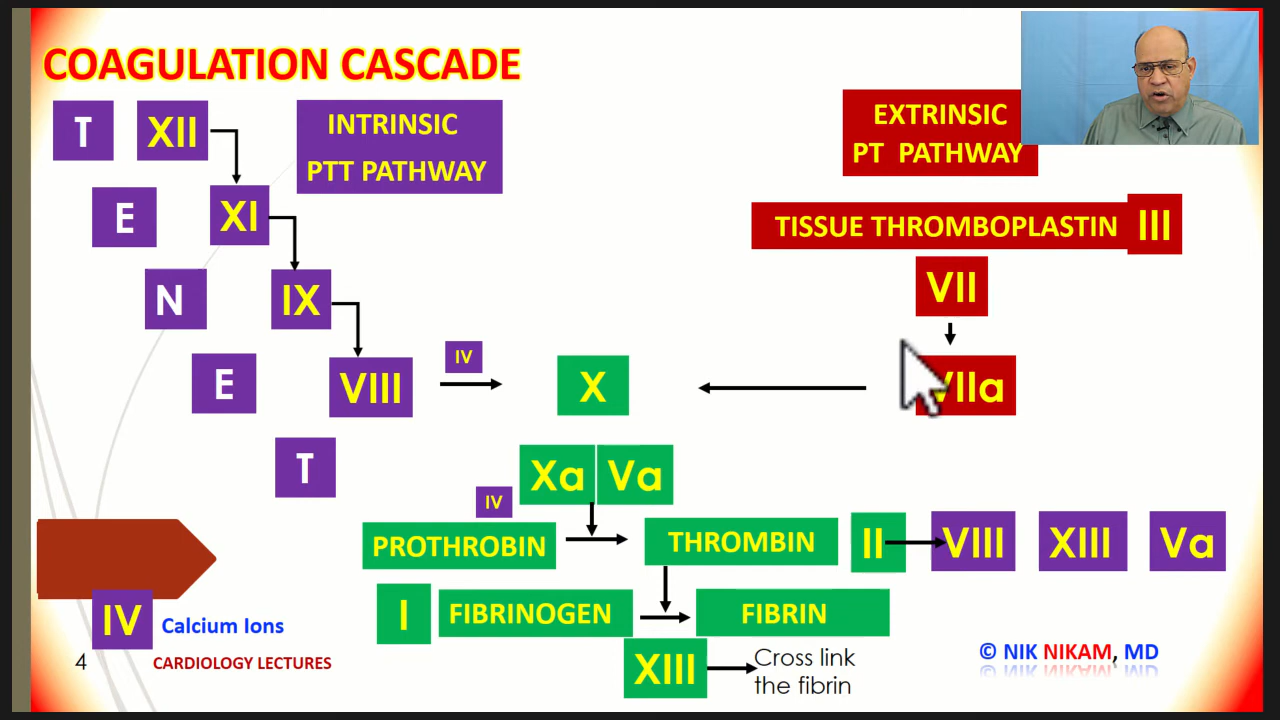 COAGULATION CASCADE
T XII
INTRINSIC
PTT PATHWAY
EXTRINSIC
PT PATHWAY
E XI
TISSUE THROMBOPLASTIN III
N IX
VII
E VIII
IV
X
VIIa
T
Xa Va
IV
PROTHROBIN
THROMBIN
II VIII XIII Va
I FIBRINOGEN
FIBRIN
IV Calcium Ions
XIII Cross link
the fibrin
4 CARDIOLOGY LECTURES
© NIK NIKAM, MD